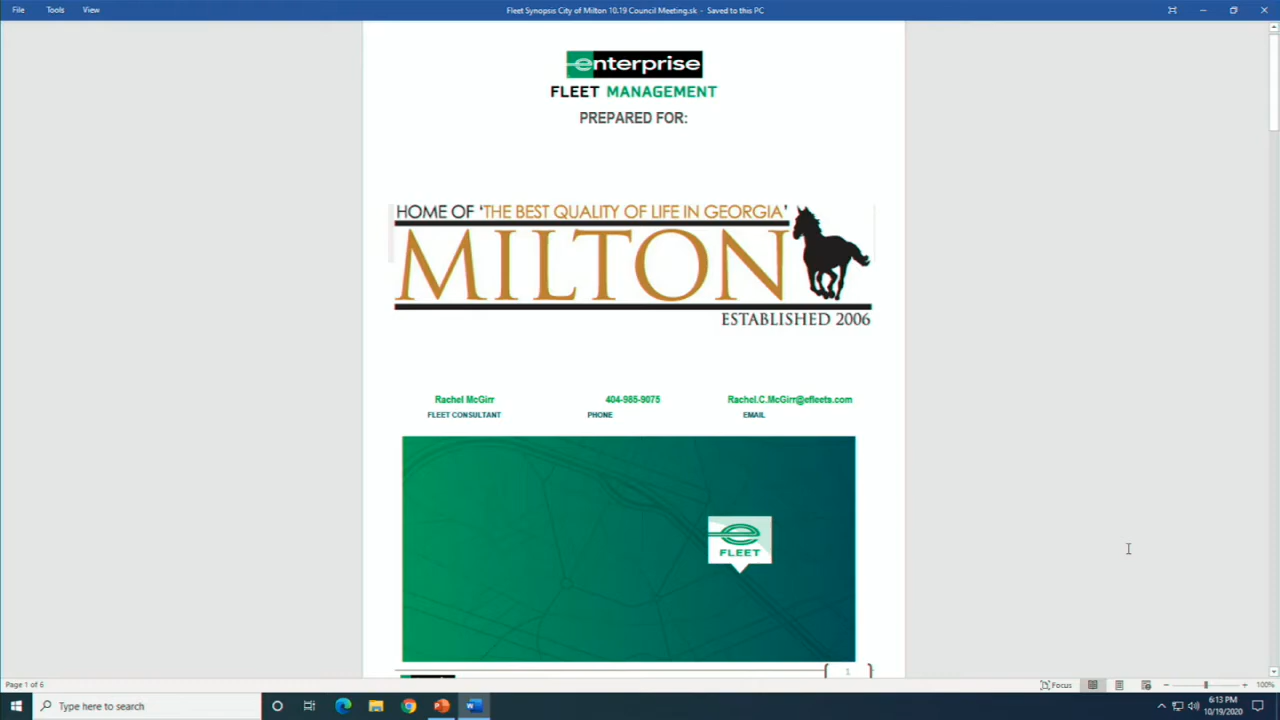 File Tools View Fleet Synopsis City of Milton 10.19 Council Meeting.sk - Saved to this PC
enterprise
FLEET MANAGEMENT
PREPARED FOR:
HOME OF 'THE BEST QUALITY OF LIFE IN GEORGIA'
MILTON
ESTABLISHED 2006
Rachel McGirr 404-985-9075 Rachel.C.McGirr@efleets.com
FLEET CONSULTANT PHONE EMAIL
e
FLEET
1
Page 1 of 6 Focus 100%
Type here to search
6:13 PM
10/19/2020